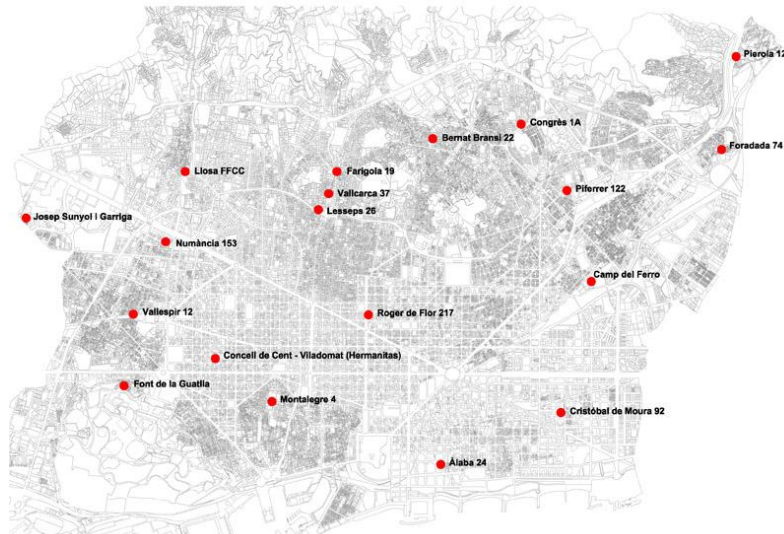 Pierola 12
Congrès 1A
Bernat Bransi 22
Foradada 74
Llosa FFCC
Farigola 19
Piferrer 122
Vallcarca 37
Lesseps 26
Josep Sunyol i Garriga
Numància 153
Camp del Ferro
Vallespir 12
Roger de Flor 217
Concell de Cent - Viladomat (Hermanitas)
Font de la Guatlla
Montalegre 4
Cristóbal de Moura 92
Àlaba 24